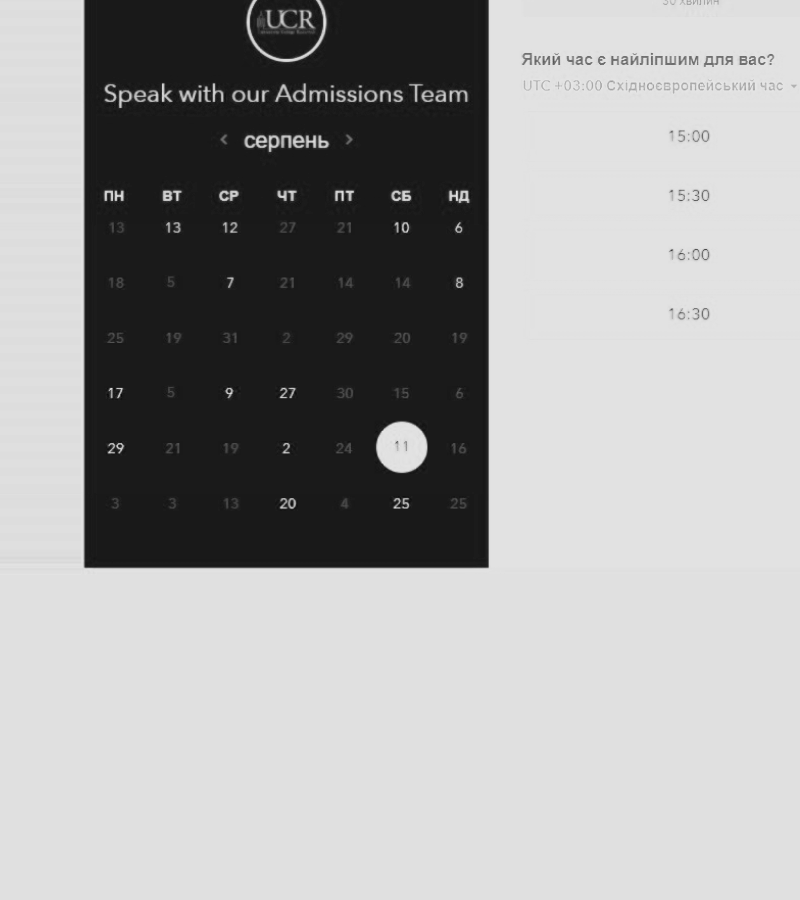 UCR
Speak with our Admissions Team
< серпень >
ПН ВТ СР ЧТ ПТ СБ НД
13 13 12 27 21 10 6
18 5 7 21 14 14 8
25 19 31 2 29 20 19
17 5 9 27 30 15 6
29 21 19 2 24 11 16
3 3 13 20 4 25 25
30 хвилин
Який час є найліпшим для вас?
UTC +03:00 Східноєвропейський час
15:00
15:30
16:00
16:30